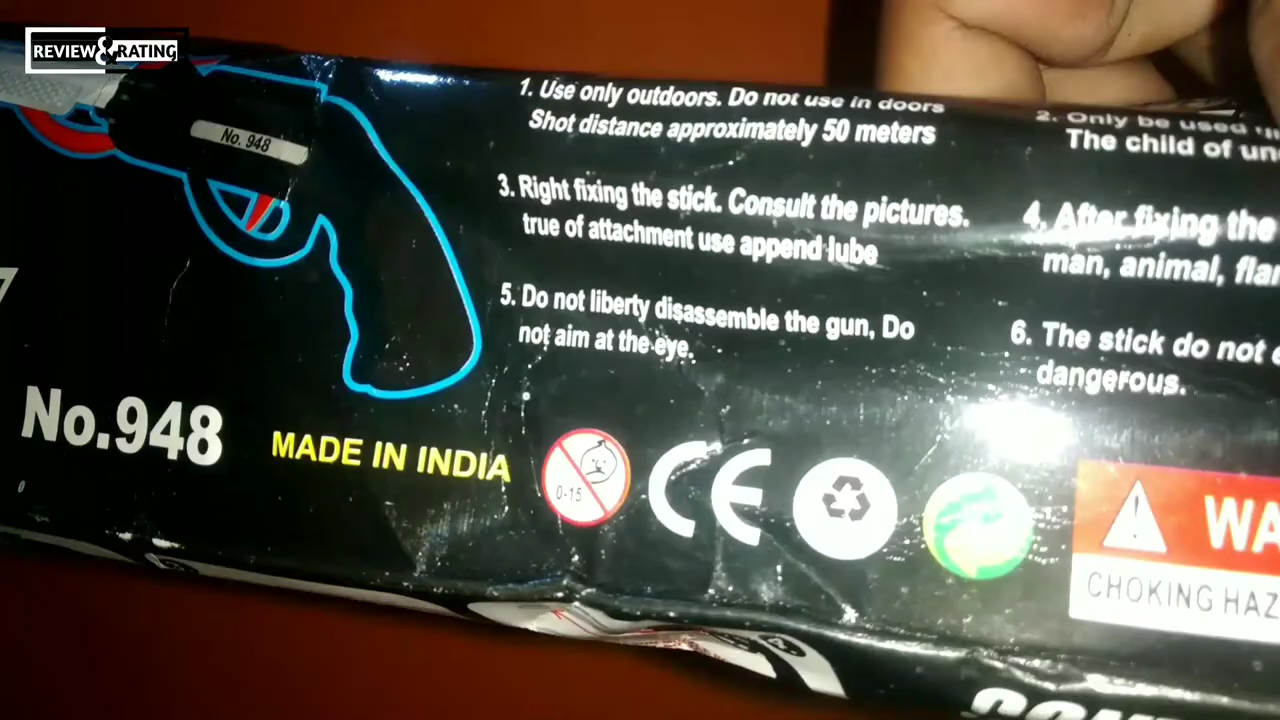 REVIEW&RATING
No. 948
1. Use only outdoors. Do not use in doors
Shot distance approximately 50 meters
2. Only be used
The child of un
3. Right fixing the stick. Consult the pictures.
true of attachment use append lube
4. After fixing the
man, animal, flam
5. Do not liberty disassemble the gun, Do
not aim at the eye.
6. The stick do not
dangerous.
No.948
MADE IN INDIA
0-15
CE
WA
CHOKING HAZ